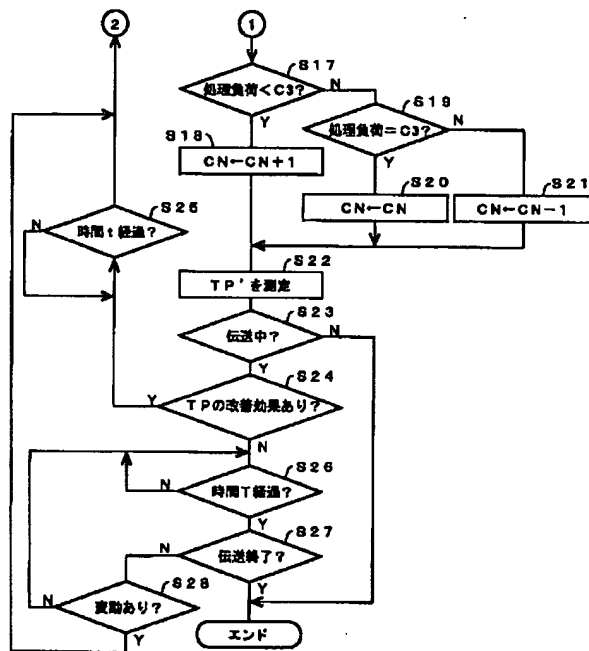 2
1
S17
処理負荷<C3?
N
Y
S19
処理負荷=C3?
N
Y
S18
CN←CN+1
S20
CN←CN
S21
CN←CN-1
S25
時間t経過?
N
S22
TP'を測定
S23
伝送中?
N
Y
S24
TPの改善効果あり?
Y
N
S26
時間T経過?
N
Y
S27
伝送終了?
N
Y
S28
変動あり?
N
Y
エンド